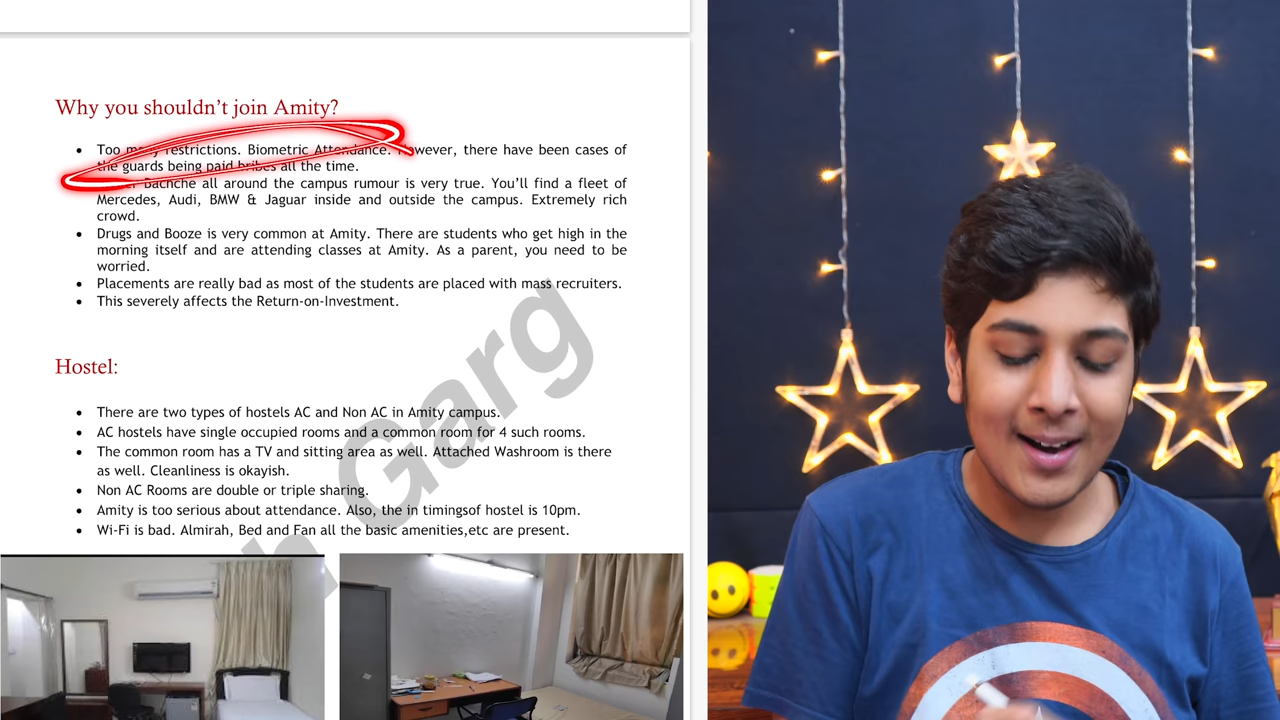 Why you shouldn't join Amity?
• Too many restrictions. Biometric Attendance. However, there have been cases of
the guards being paid bribes all the time.
• bachche all around the campus rumour is very true. You'll find a fleet of
Mercedes, Audi, BMW & Jaguar inside and outside the campus. Extremely rich
crowd.
• Drugs and Booze is very common at Amity. There are students who get high in the
morning itself and are attending classes at Amity. As a parent, you need to be
worried.
• Placements are really bad as most of the students are placed with mass recruiters.
• This severely affects the Return-on-Investment.
Hostel:
• There are two types of hostels AC and Non AC in Amity campus.
• AC hostels have single occupied rooms and a common room for 4 such rooms.
• The common room has a TV and sitting area as well. Attached Washroom is there
as well. Cleanliness is okayish.
• Non AC Rooms are double or triple sharing.
• Amity is too serious about attendance. Also, the in timingsof hostel is 10pm.
• Wi-Fi is bad. Almirah, Bed and Fan all the basic amenities,etc are present.
h Garg